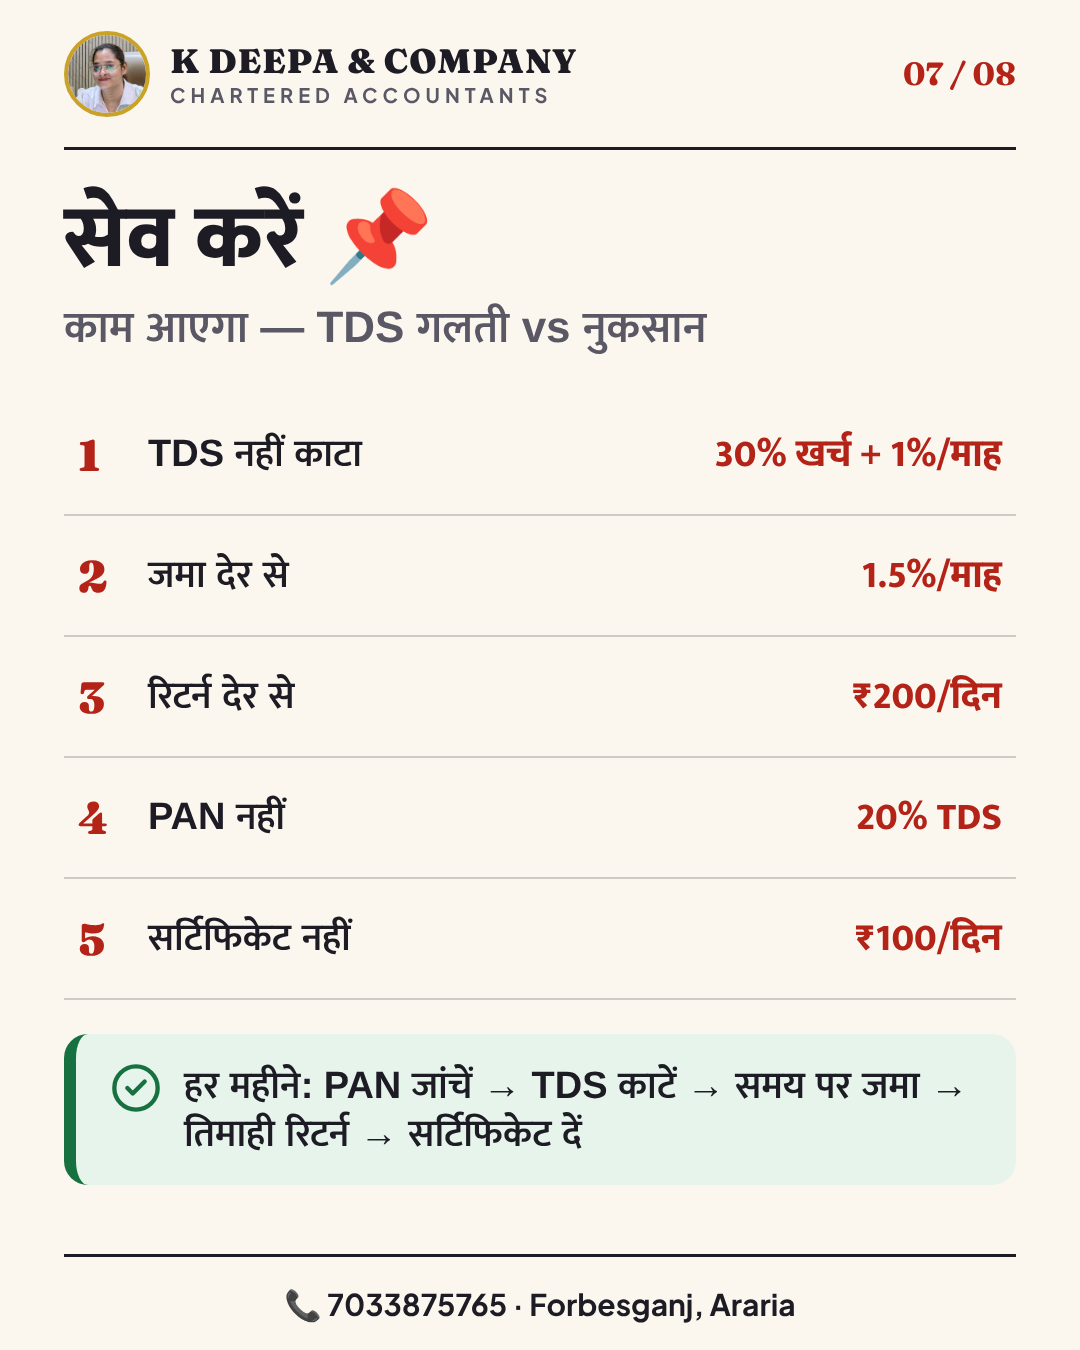 K DEEPA & COMPANY
CHARTERED ACCOUNTANTS
07 / 08
सेव करें 📌
काम आएगा — TDS गलती vs नुकसान
1 TDS नहीं काटा 30% खर्च + 1%/माह
2 जमा देर से 1.5%/माह
3 रिटर्न देर से ₹200/दिन
4 PAN नहीं 20% TDS
5 सर्टिफिकेट नहीं ₹100/दिन
हर महीने: PAN जांचें → TDS काटें → समय पर जमा →
तिमाही रिटर्न → सर्टिफिकेट दें
📞 7033875765 · Forbesganj, Araria